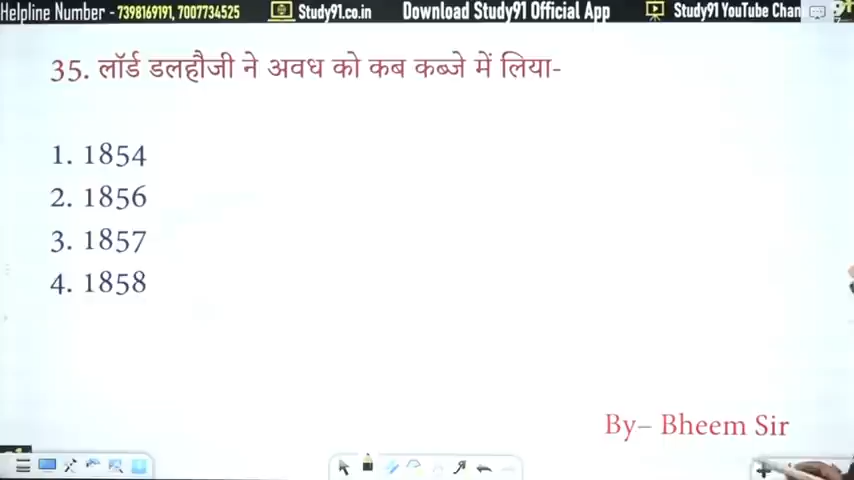 Helpline Number - 7398169191, 7007734525 Study91.co.in Download Study91 Official App Study91 YouTube Chan
35. लॉर्ड डलहौजी ने अवध को कब कब्जे में लिया-
1. 1854
2. 1856
3. 1857
4. 1858
By– Bheem Sir